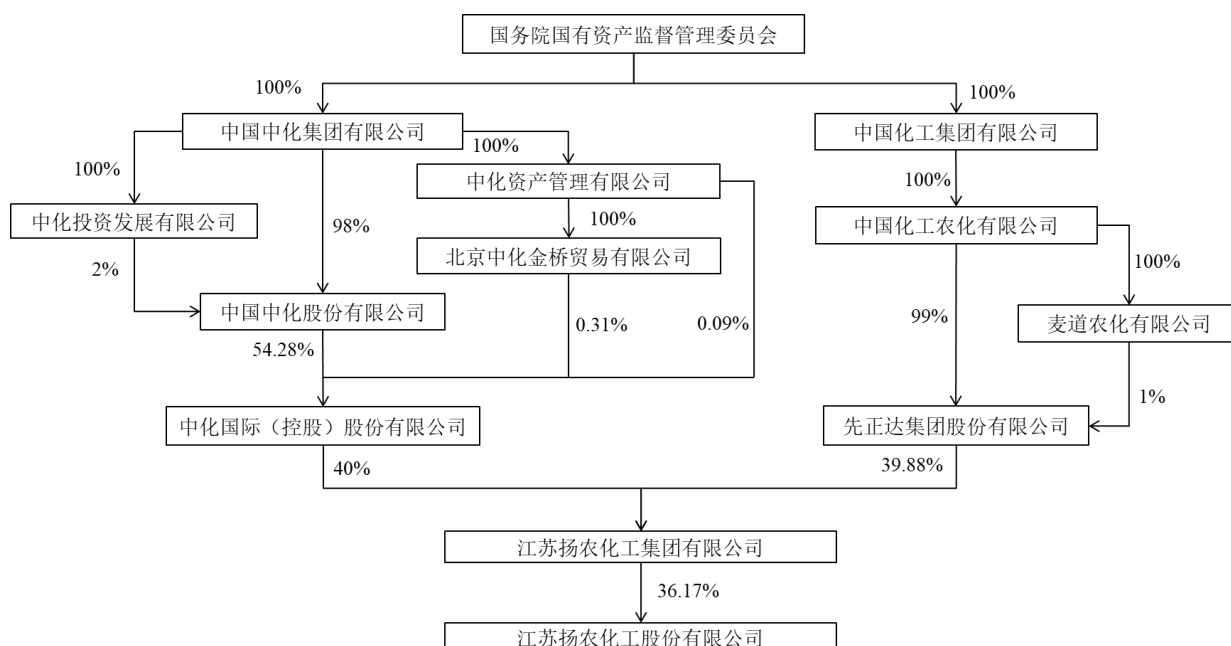 国务院国有资产监督管理委员会
100%
100%
中国中化集团有限公司
中国化工集团有限公司
100%
100%
中化资产管理有限公司
100%
中化投资发展有限公司
98%
100%
中国化工农化有限公司
北京中化金桥贸易有限公司
2%
100%
中国中化股份有限公司
0.31%
0.09%
99%
麦道农化有限公司
54.28%
1%
中化国际（控股）股份有限公司
先正达集团股份有限公司
40%
39.88%
江苏扬农化工集团有限公司
36.17%
江苏扬农化工股份有限公司